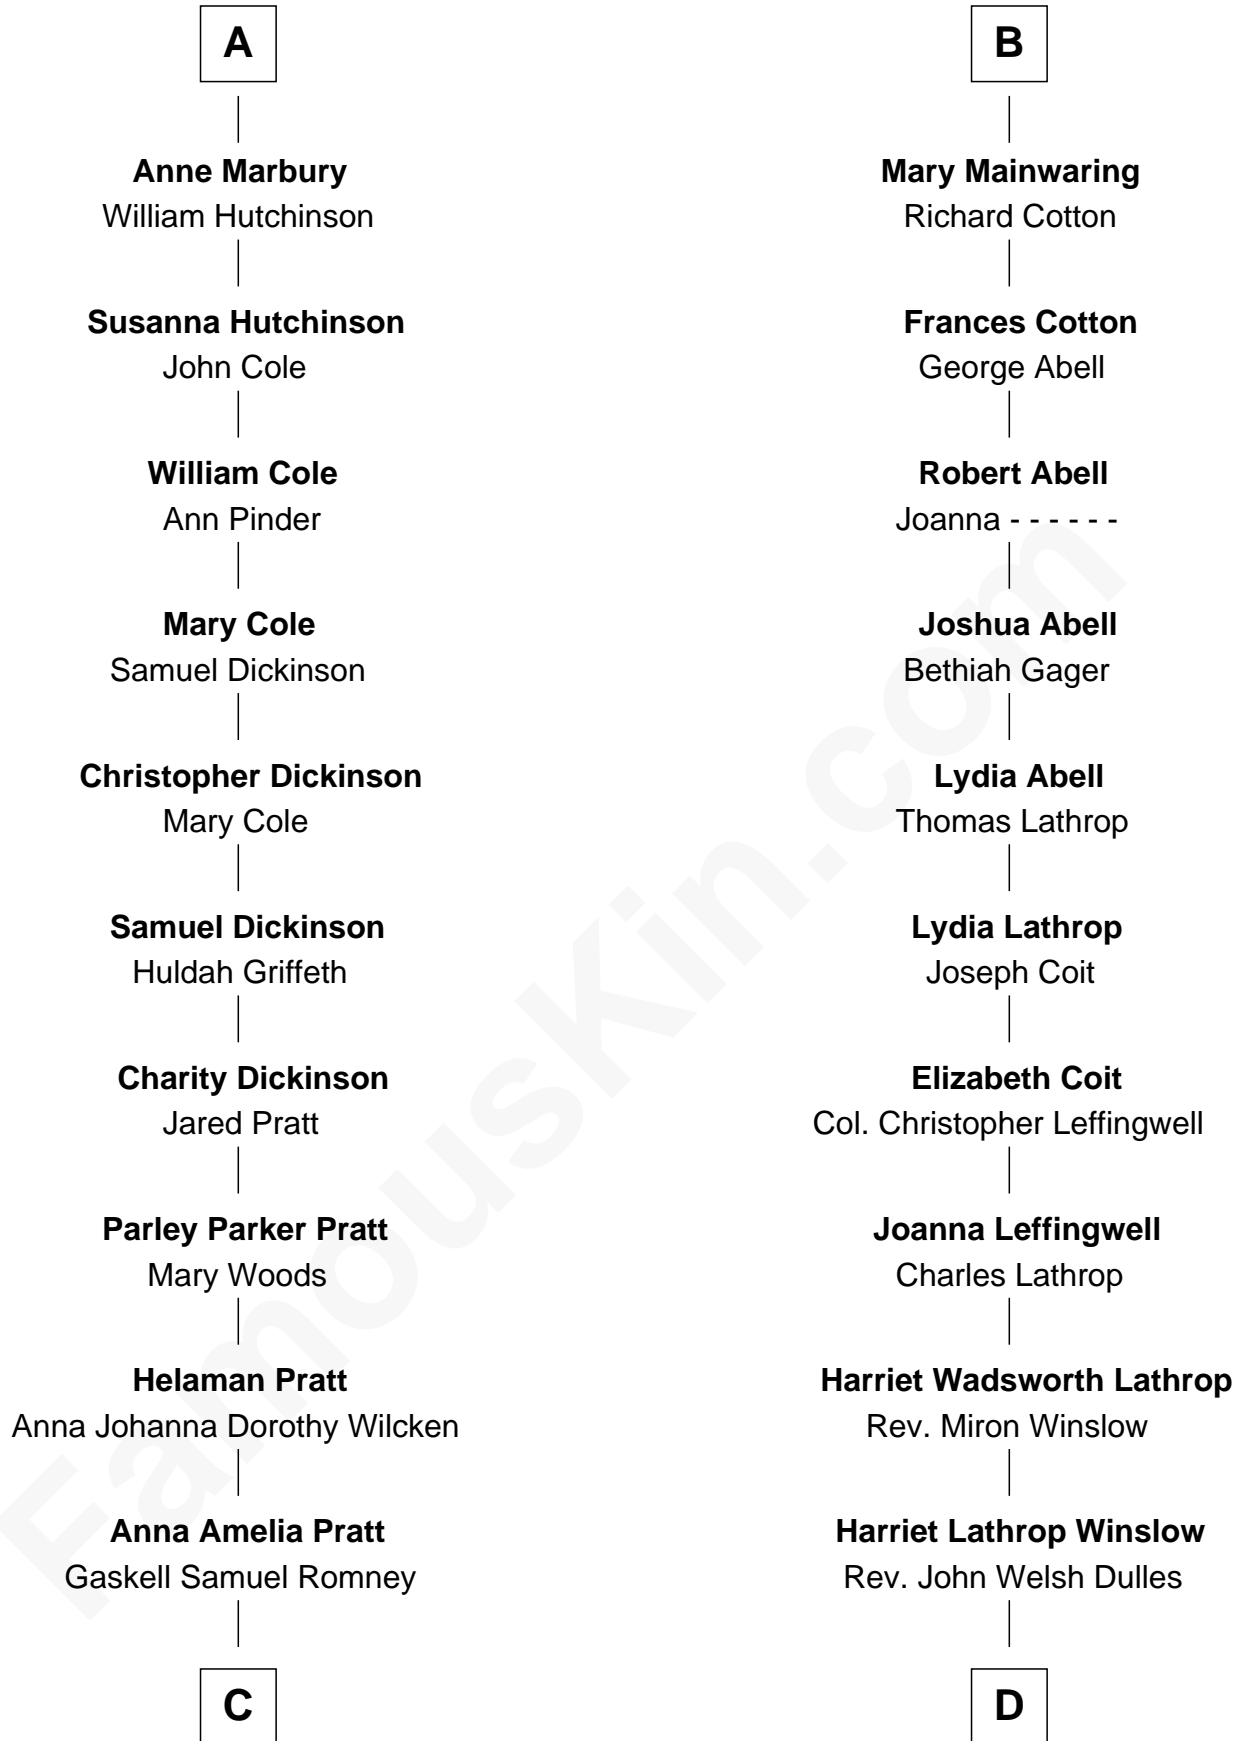 A
Anne Marbury
William Hutchinson
Susanna Hutchinson
John Cole
William Cole
Ann Pinder
Mary Cole
Samuel Dickinson
Christopher Dickinson
Mary Cole
Samuel Dickinson
Huldah Griffeth
Charity Dickinson
Jared Pratt
Parley Parker Pratt
Mary Woods
Helaman Pratt
Anna Johanna Dorothy Wilcken
Anna Amelia Pratt
Gaskell Samuel Romney
C
B
Mary Mainwaring
Richard Cotton
Frances Cotton
George Abell
Robert Abell
Joanna - - - - - -
Joshua Abell
Bethiah Gager
Lydia Abell
Thomas Lathrop
Lydia Lathrop
Joseph Coit
Elizabeth Coit
Col. Christopher Leffingwell
Joanna Leffingwell
Charles Lathrop
Harriet Wadsworth Lathrop
Rev. Miron Winslow
Harriet Lathrop Winslow
Rev. John Welsh Dulles
D
FamousKin.com